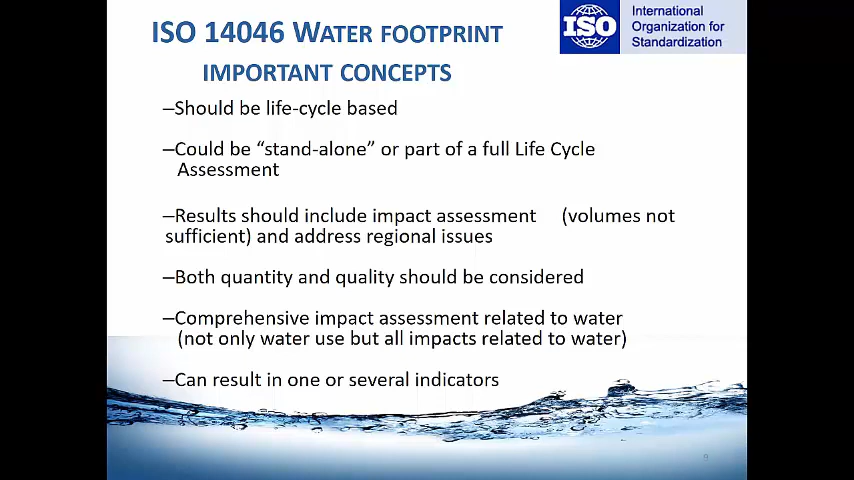 ISO 14046 WATER FOOTPRINT
IMPORTANT CONCEPTS
ISO
International
Organization for
Standardization
–Should be life-cycle based
–Could be “stand-alone” or part of a full Life Cycle
Assessment
–Results should include impact assessment (volumes not
sufficient) and address regional issues
–Both quantity and quality should be considered
–Comprehensive impact assessment related to water
(not only water use but all impacts related to water)
–Can result in one or several indicators